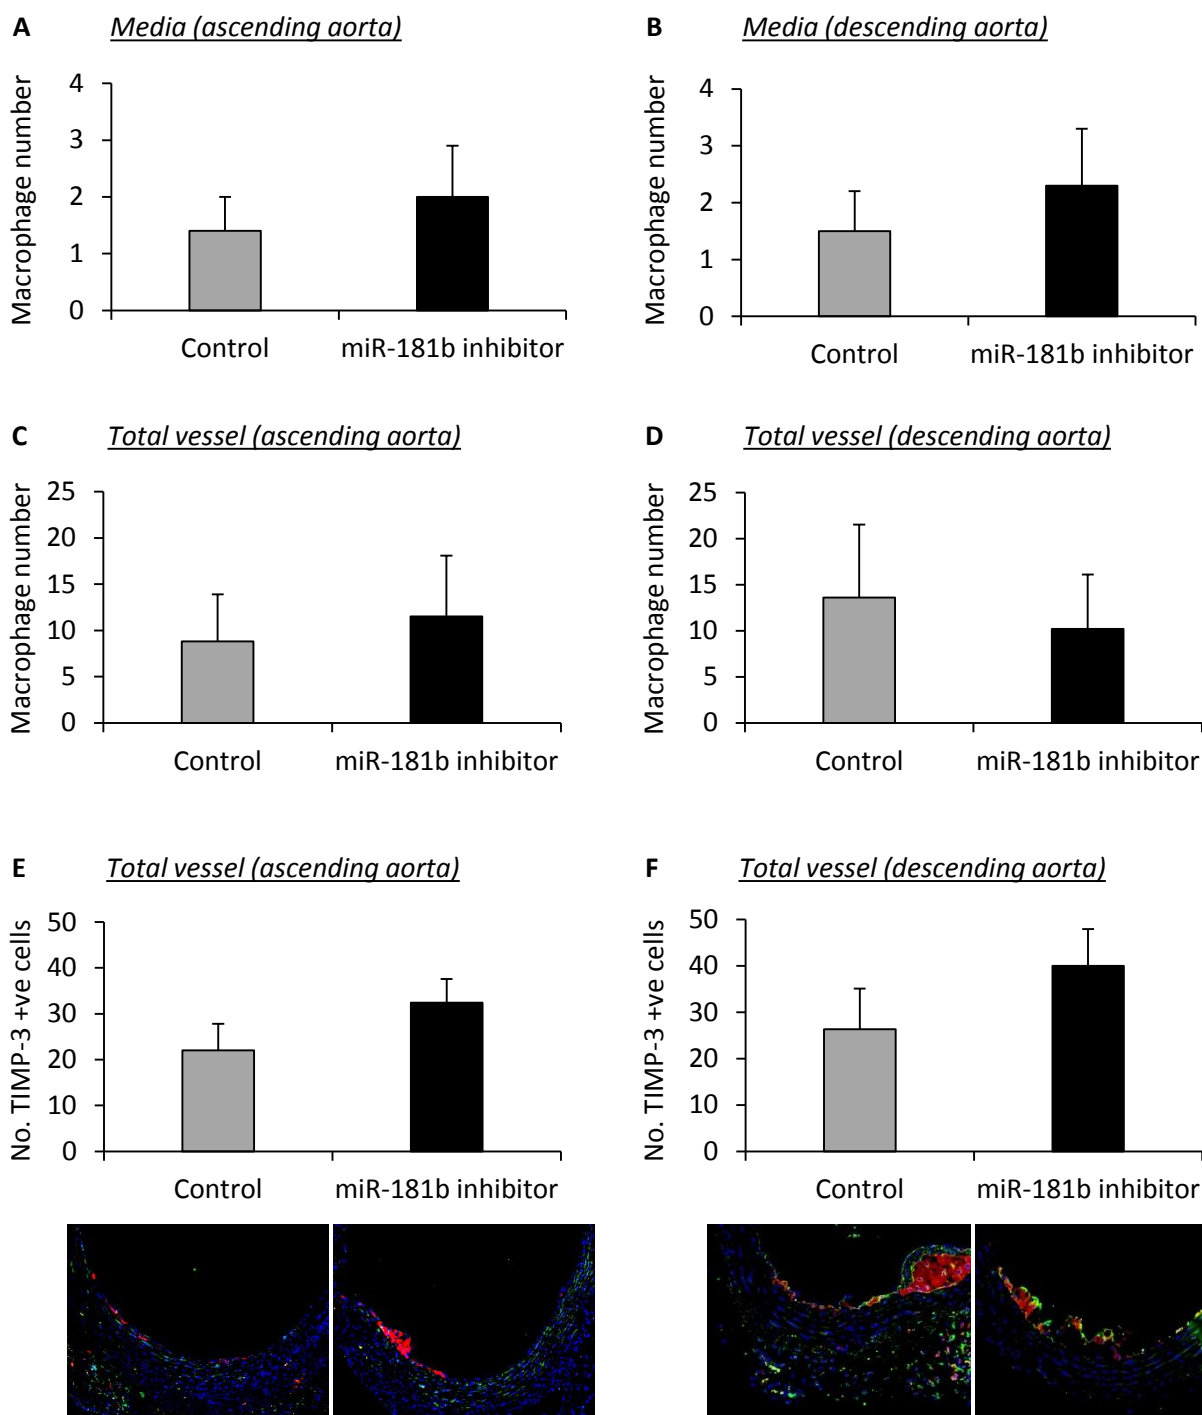 A Media (ascending aorta)
Macrophage number
4
3
2
1
0
Control miR-181b inhibitor
B Media (descending aorta)
Macrophage number
4
3
2
1
0
Control miR-181b inhibitor
C Total vessel (ascending aorta)
Macrophage number
25
20
15
10
5
0
Control miR-181b inhibitor
D Total vessel (descending aorta)
Macrophage number
25
20
15
10
5
0
Control miR-181b inhibitor
E Total vessel (ascending aorta)
No. TIMP-3 +ve cells
50
40
30
20
10
0
Control miR-181b inhibitor
F Total vessel (descending aorta)
No. TIMP-3 +ve cells
50
40
30
20
10
0
Control miR-181b inhibitor